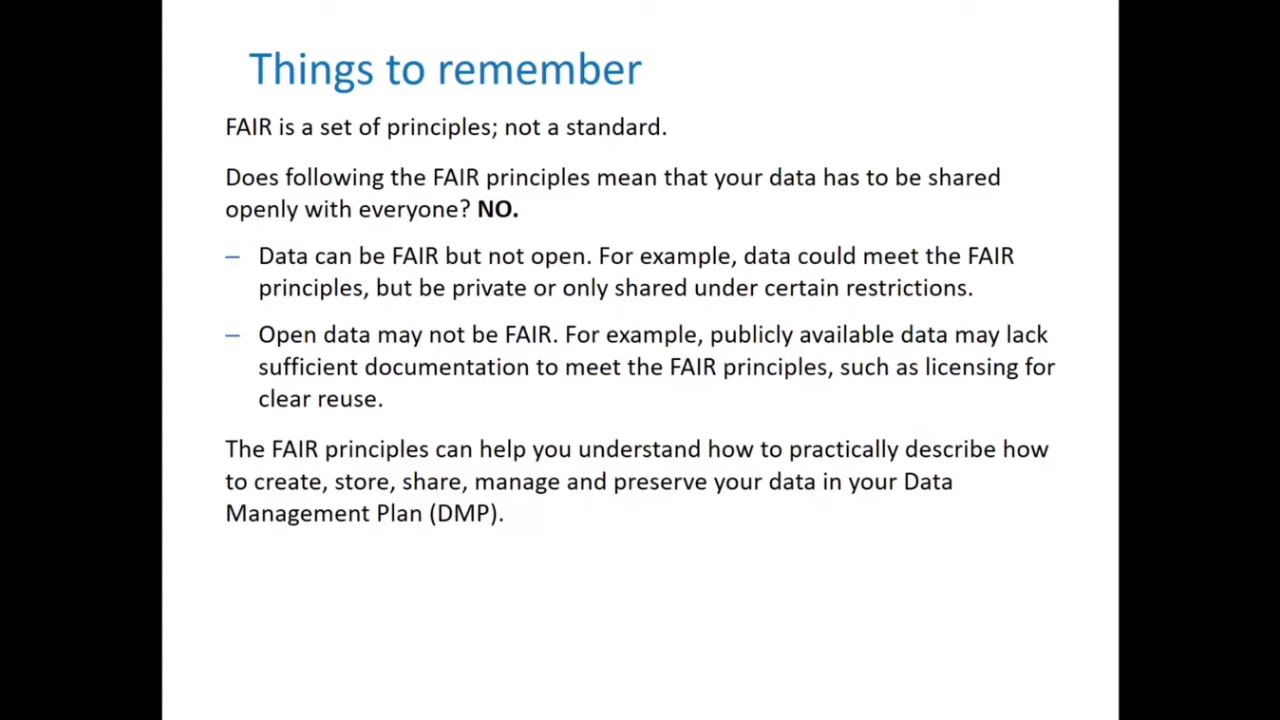 Things to remember
FAIR is a set of principles; not a standard.
Does following the FAIR principles mean that your data has to be shared
openly with everyone? NO.
– Data can be FAIR but not open. For example, data could meet the FAIR
principles, but be private or only shared under certain restrictions.
– Open data may not be FAIR. For example, publicly available data may lack
sufficient documentation to meet the FAIR principles, such as licensing for
clear reuse.
The FAIR principles can help you understand how to practically describe how
to create, store, share, manage and preserve your data in your Data
Management Plan (DMP).